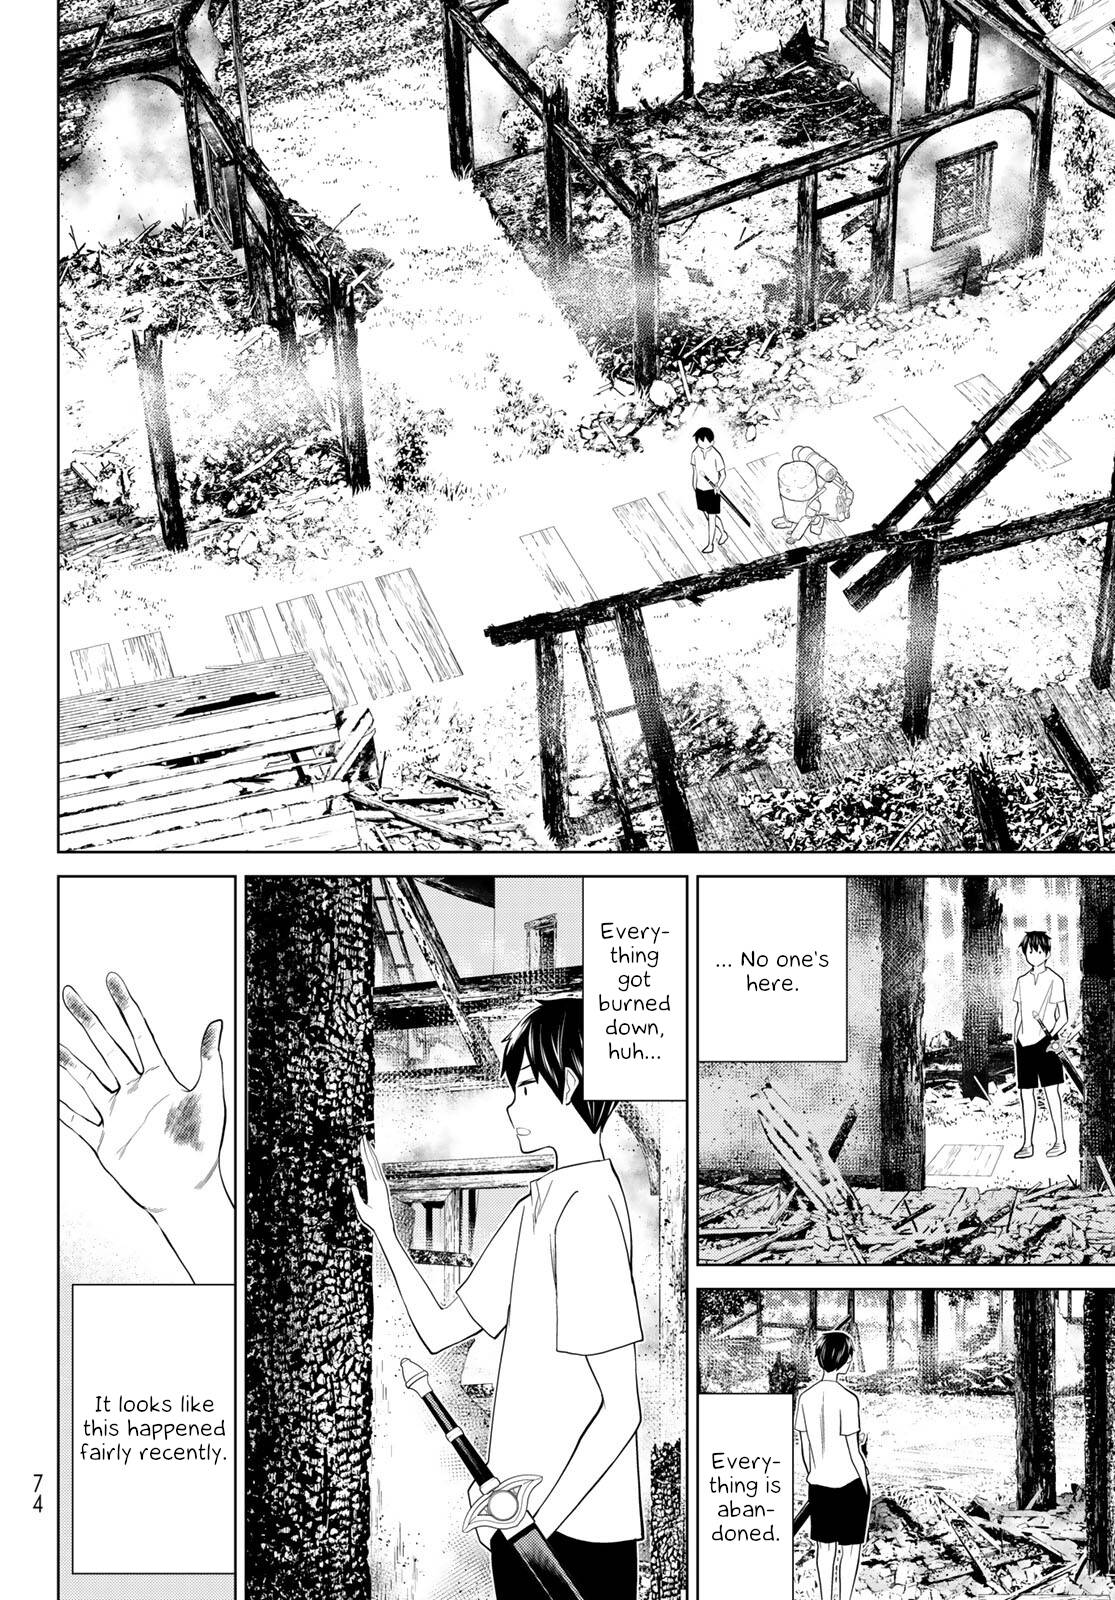 ... No one's
here.
Every-
thing is
aban-
doned.
Every-
thing
got
burned
down,
huh...
It looks like
this happened
fairly recently.
74